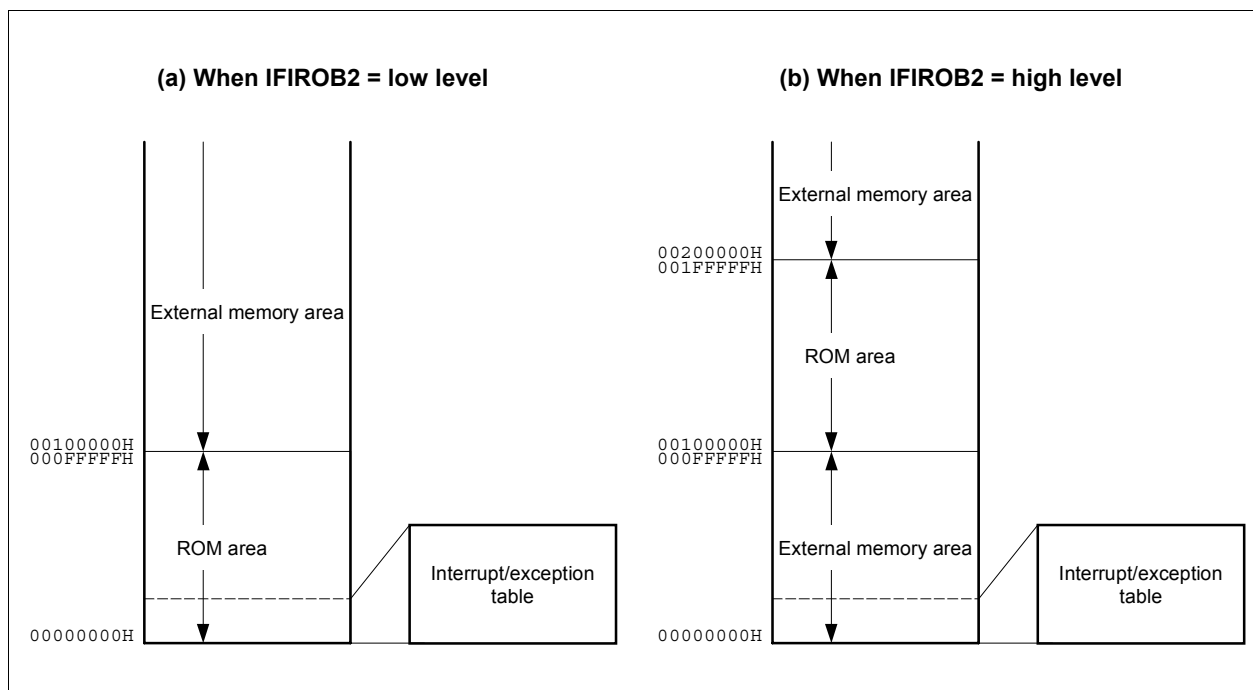 (a) When IFIROB2 = low level
External memory area
00100000H
000FFFFFH
ROM area
Interrupt/exception
table
00000000H
(b) When IFIROB2 = high level
External memory area
00200000H
001FFFFFH
ROM area
00100000H
000FFFFFH
External memory area
Interrupt/exception
table
00000000H